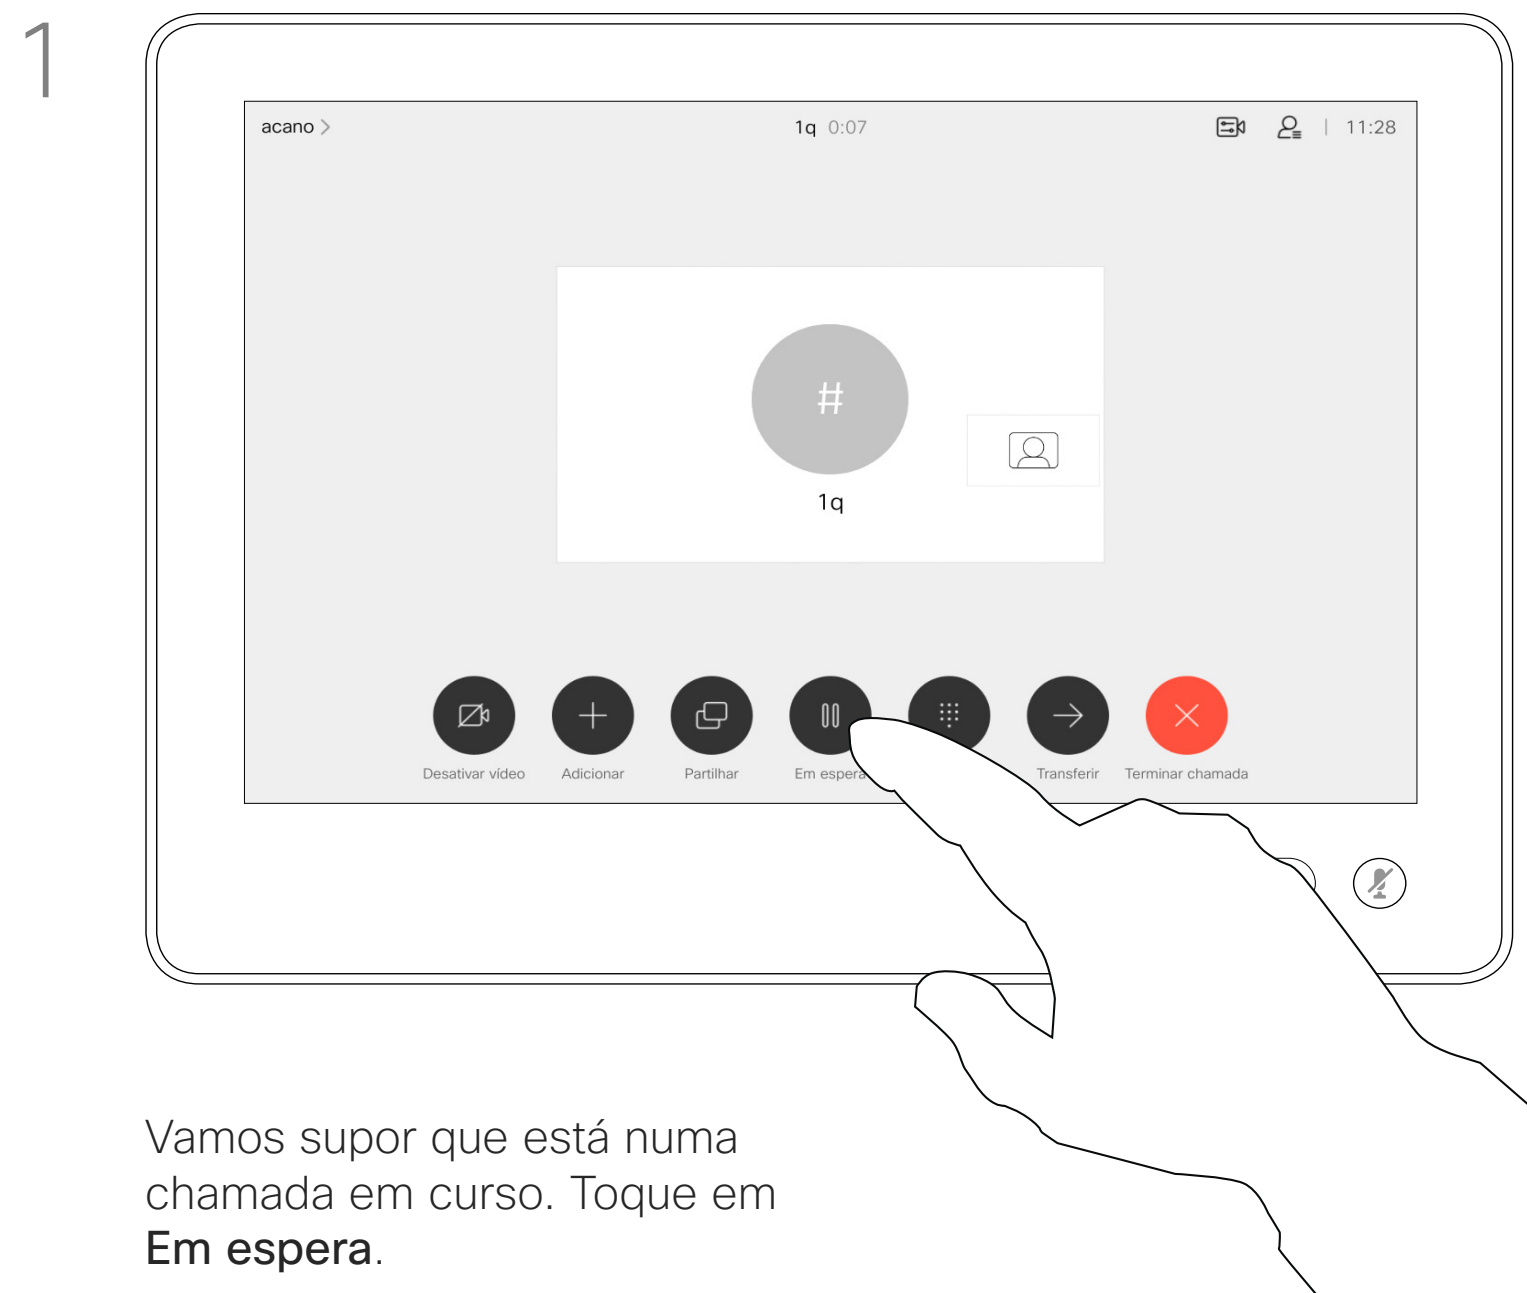 1
acano >
1q 0:07
11:28
#
1q
Desativar vídeo
Adicionar
Partilhar
Em espera
Transferir
Terminar chamada
Vamos supor que está numa
chamada em curso. Toque em
Em espera.